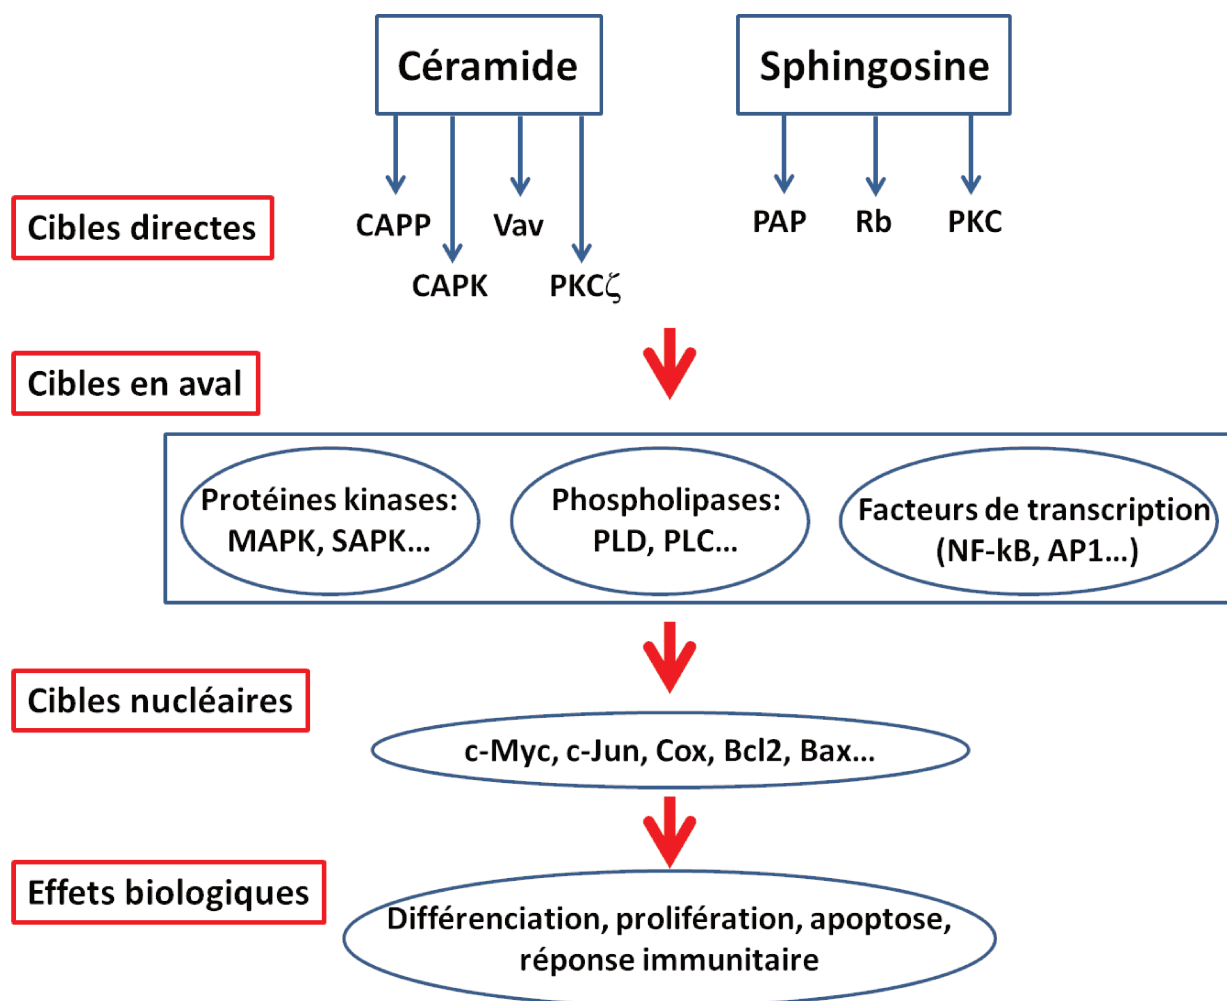 Céramide
Sphingosine
Cibles directes
CAPP
Vav
PAP
Rb
PKC
CAPK
PKCζ
Cibles en aval
Protéines kinases:
MAPK, SAPK...
Phospholipases:
PLD, PLC...
Facteurs de transcription
(NF-kB, AP1...)
Cibles nucléaires
c-Myc, c-Jun, Cox, Bcl2, Bax...
Effets biologiques
Différenciation, prolifération, apoptose,
réponse immunitaire